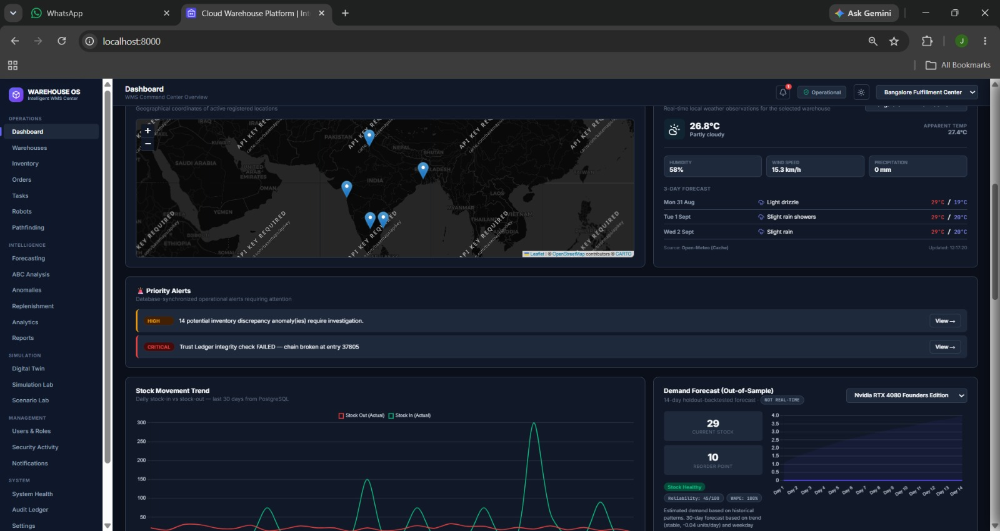 WhatsApp
Cloud Warehouse Platform | Int
Ask Gemini
localhost:8000
J
All Bookmarks
WAREHOUSE OS
Intelligent WMS Center
OPERATIONS
Dashboard
Warehouses
Inventory
Orders
Tasks
Robots
Pathfinding
INTELLIGENCE
Forecasting
ABC Analysis
Anomalies
Replenishment
Analytics
Reports
SIMULATION
Digital Twin
Simulation Lab
Scenario Lab
MANAGEMENT
Users & Roles
Security Activity
Notifications
SYSTEM
System Health
Audit Ledger
Settings
Dashboard
WMS Command Center Overview
1
Operational
Bangalore Fulfillment Center
Geographical coordinates of active registered locations
+
−
API KEY REQUIRED
carto.com/basemaps/apikey
IRAQ
IRAN
KUWAIT
PAKISTAN
NEPAL
BHUTAN
SAUDI ARABIA
UNITED ARAB EMIRATES
OMAN
INDIA
BANGLADESH
TAIWAN
LAOS
MYANMAR
YEMEN
THAILAND
VIETNAM
CAMBODIA
ETHIOPIA
DJIBOUTI
Leaflet | © OpenStreetMap contributors © CARTO
Real-time local weather observations for the selected warehouse
26.8°C
Partly cloudy
APPARENT TEMP
27.4°C
HUMIDITY
58%
WIND SPEED
15.3 km/h
PRECIPITATION
0 mm
3-DAY FORECAST
Mon 31 Aug Light drizzle 29°C / 19°C
Tue 1 Sept Slight rain showers 29°C / 20°C
Wed 2 Sept Slight rain 29°C / 20°C
Source: Open-Meteo (Cache) Updated: 12:17:20
Priority Alerts
Database-synchronized operational alerts requiring attention
HIGH 14 potential inventory discrepancy anomaly(ies) require investigation. View →
CRITICAL Trust Ledger integrity check FAILED — chain broken at entry 37805 View →
Stock Movement Trend
Daily stock-in vs stock-out — last 30 days from PostgreSQL
Stock Out (Actual) Stock In (Actual)
300
250
200
150
100
50
Demand Forecast (Out-of-Sample)
14-day holdout-backtested forecast · NOT REAL-TIME
Nvidia RTX 4080 Founders Edition
29
CURRENT STOCK
10
REORDER POINT
Stock Healthy
Reliability: 45/100 WAPE: 100%
Estimated demand based on historical
patterns. 30-day forecast based on trend
(stable, -0.04 units/day) and weekday
4.0
3.5
3.0
2.5
2.0
1.5
1.0
0.5
0
Day 1 Day 2 Day 3 Day 4 Day 5 Day 6 Day 7 Day 8 Day 9 Day 10 Day 11 Day 12 Day 13 Day 14